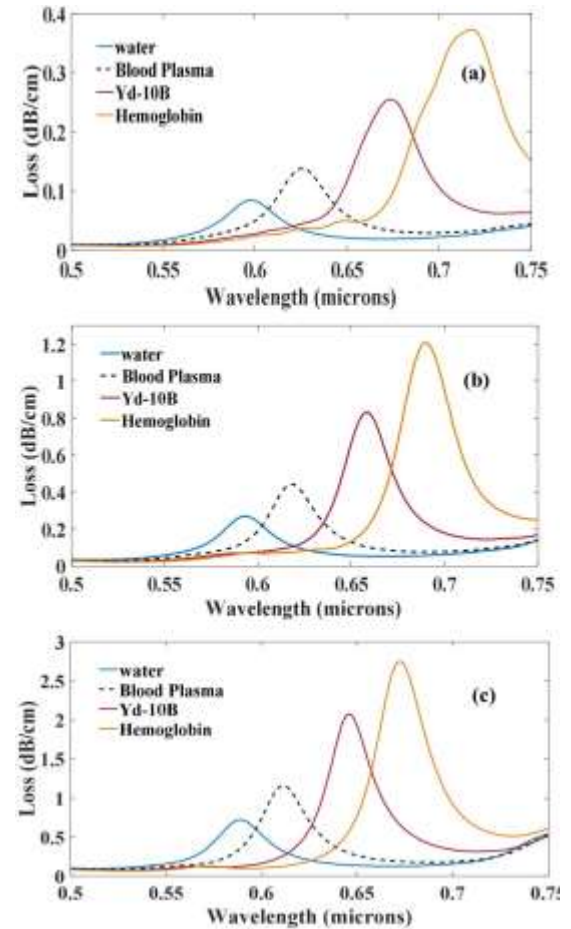 0.4
0.3
0.2
0.1
0
Loss (dB/cm)
water
Blood Plasma
Yd-10B
Hemoglobin
(a)
0.5 0.55 0.6 0.65 0.7 0.75
Wavelength (microns)
1.2
1
0.8
0.6
0.4
0.2
0
Loss (dB/cm)
water
Blood Plasma
Yd-10B
Hemoglobin
(b)
0.5 0.55 0.6 0.65 0.7 0.75
Wavelength (microns)
3
2.5
2
1.5
1
0.5
0
Loss (dB/cm)
water
Blood Plasma
Yd-10B
Hemoglobin
(c)
0.5 0.55 0.6 0.65 0.7 0.75
Wavelength (microns)